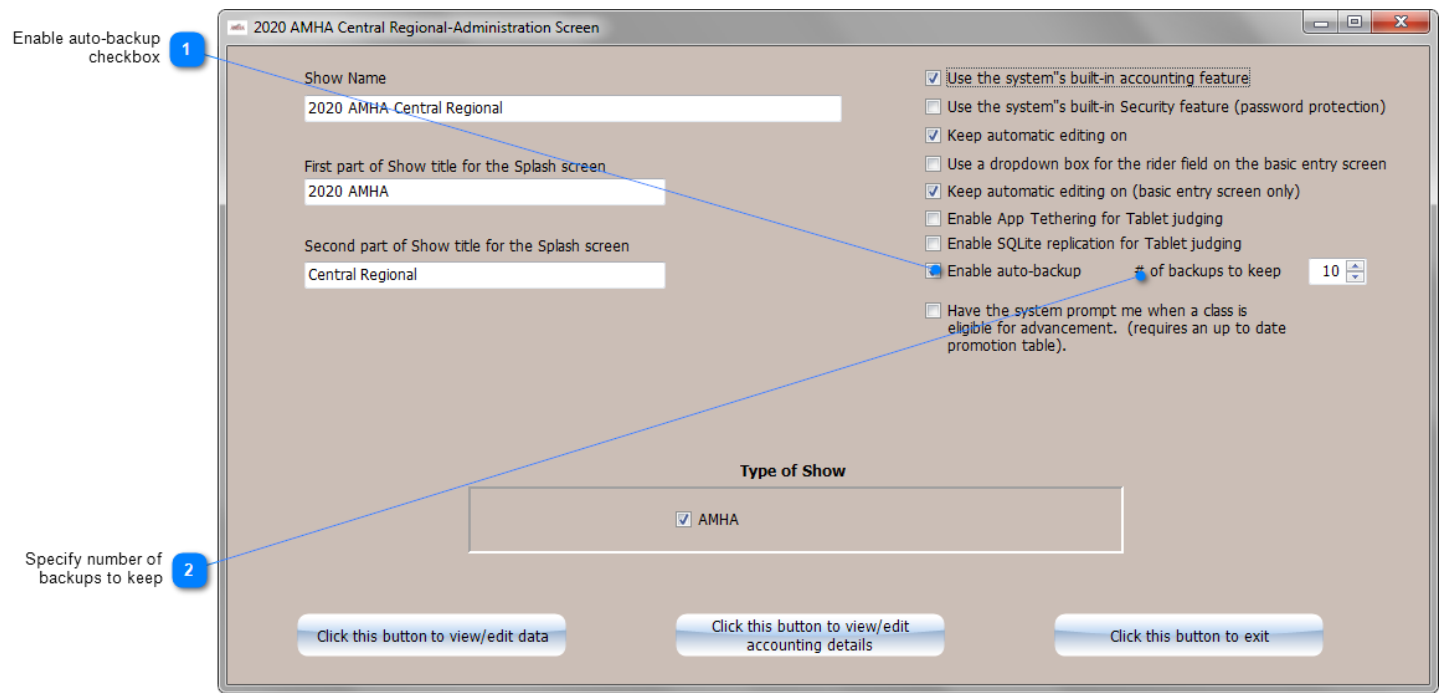 2020 AMHA Central Regional-Administration Screen
Enable auto-backup
checkbox
1
Show Name
2020 AMHA Central Regional
First part of Show title for the Splash screen
2020 AMHA
Second part of Show title for the Splash screen
Central Regional
Use the system"s built-in accounting feature
Use the system"s built-in Security feature (password protection)
Keep automatic editing on
Use a dropdown box for the rider field on the basic entry screen
Keep automatic editing on (basic entry screen only)
Enable App Tethering for Tablet judging
Enable SQLite replication for Tablet judging
Enable auto-backup # of backups to keep 10
Have the system prompt me when a class is
eligible for advancement. (requires an up to date
promotion table).
Type of Show
AMHA
Specify number of
backups to keep
2
Click this button to view/edit data
Click this button to view/edit
accounting details
Click this button to exit